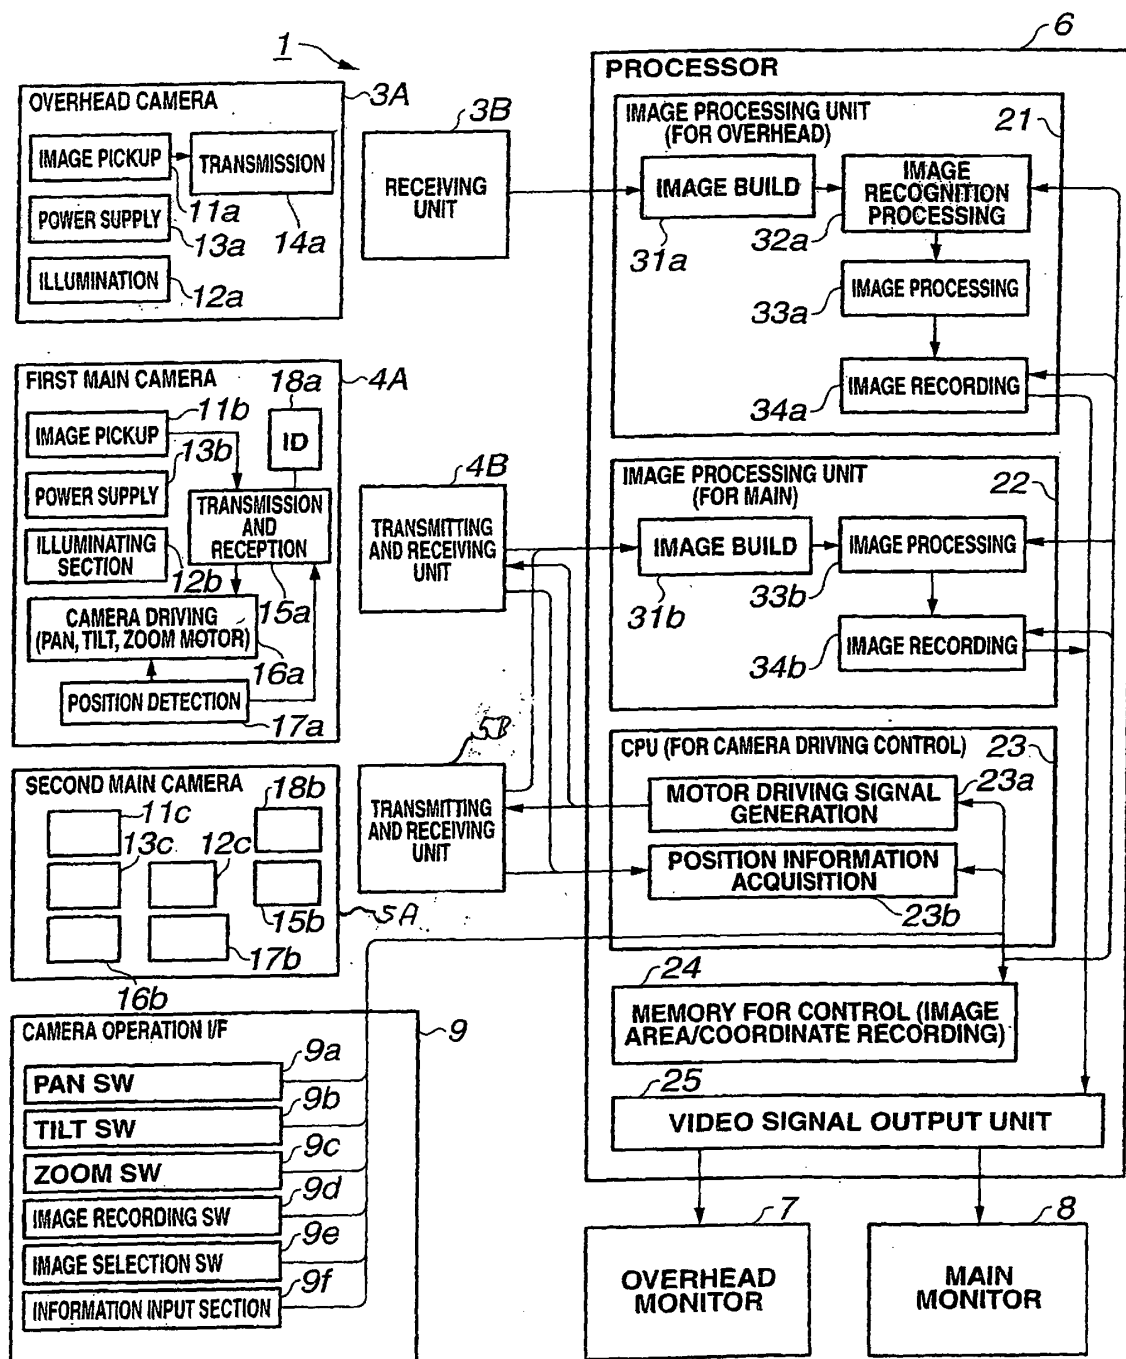 1
6
PROCESSOR
OVERHEAD CAMERA
3A
IMAGE PICKUP
11a
TRANSMISSION
14a
POWER SUPPLY
13a
ILLUMINATION
12a
3B
RECEIVING
UNIT
IMAGE PROCESSING UNIT
(FOR OVERHEAD)
21
IMAGE BUILD
31a
IMAGE
RECOGNITION
PROCESSING
32a
IMAGE PROCESSING
33a
IMAGE RECORDING
34a
FIRST MAIN CAMERA
4A
18a
ID
11b
IMAGE PICKUP
13b
POWER SUPPLY
TRANSMISSION
AND
RECEPTION
15a
ILLUMINATING
SECTION
12b
CAMERA DRIVING
(PAN, TILT, ZOOM MOTOR)
16a
POSITION DETECTION
17a
4B
TRANSMITTING
AND RECEIVING
UNIT
IMAGE PROCESSING UNIT
(FOR MAIN)
22
IMAGE BUILD
31b
IMAGE PROCESSING
33b
IMAGE RECORDING
34b
SECOND MAIN CAMERA
11c
18b
13c
12c
15b
16b
17b
5A
5B
TRANSMITTING
AND RECEIVING
UNIT
CPU (FOR CAMERA DRIVING CONTROL)
23
23a
MOTOR DRIVING SIGNAL
GENERATION
POSITION INFORMATION
ACQUISITION
23b
24
MEMORY FOR CONTROL (IMAGE
AREA/COORDINATE RECORDING)
25
VIDEO SIGNAL OUTPUT UNIT
CAMERA OPERATION I/F
9
9a
PAN SW
9b
TILT SW
9c
ZOOM SW
9d
IMAGE RECORDING SW
9e
IMAGE SELECTION SW
9f
INFORMATION INPUT SECTION
7
OVERHEAD
MONITOR
8
MAIN
MONITOR